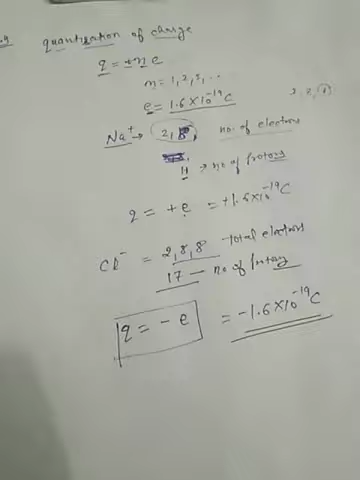 quantization of charge
q = ±n e
n = 1, 2, 3, ...
e = 1.6 × 10⁻¹⁹ C
Na⁺ → 2, 8, no. of electrons
11 → no of protons
q = + e = +1.6×10⁻¹⁹ C
Cl⁻ = 2, 8, 8 - total electrons
17 — no of protons
q = - e = -1.6×10⁻¹⁹ C